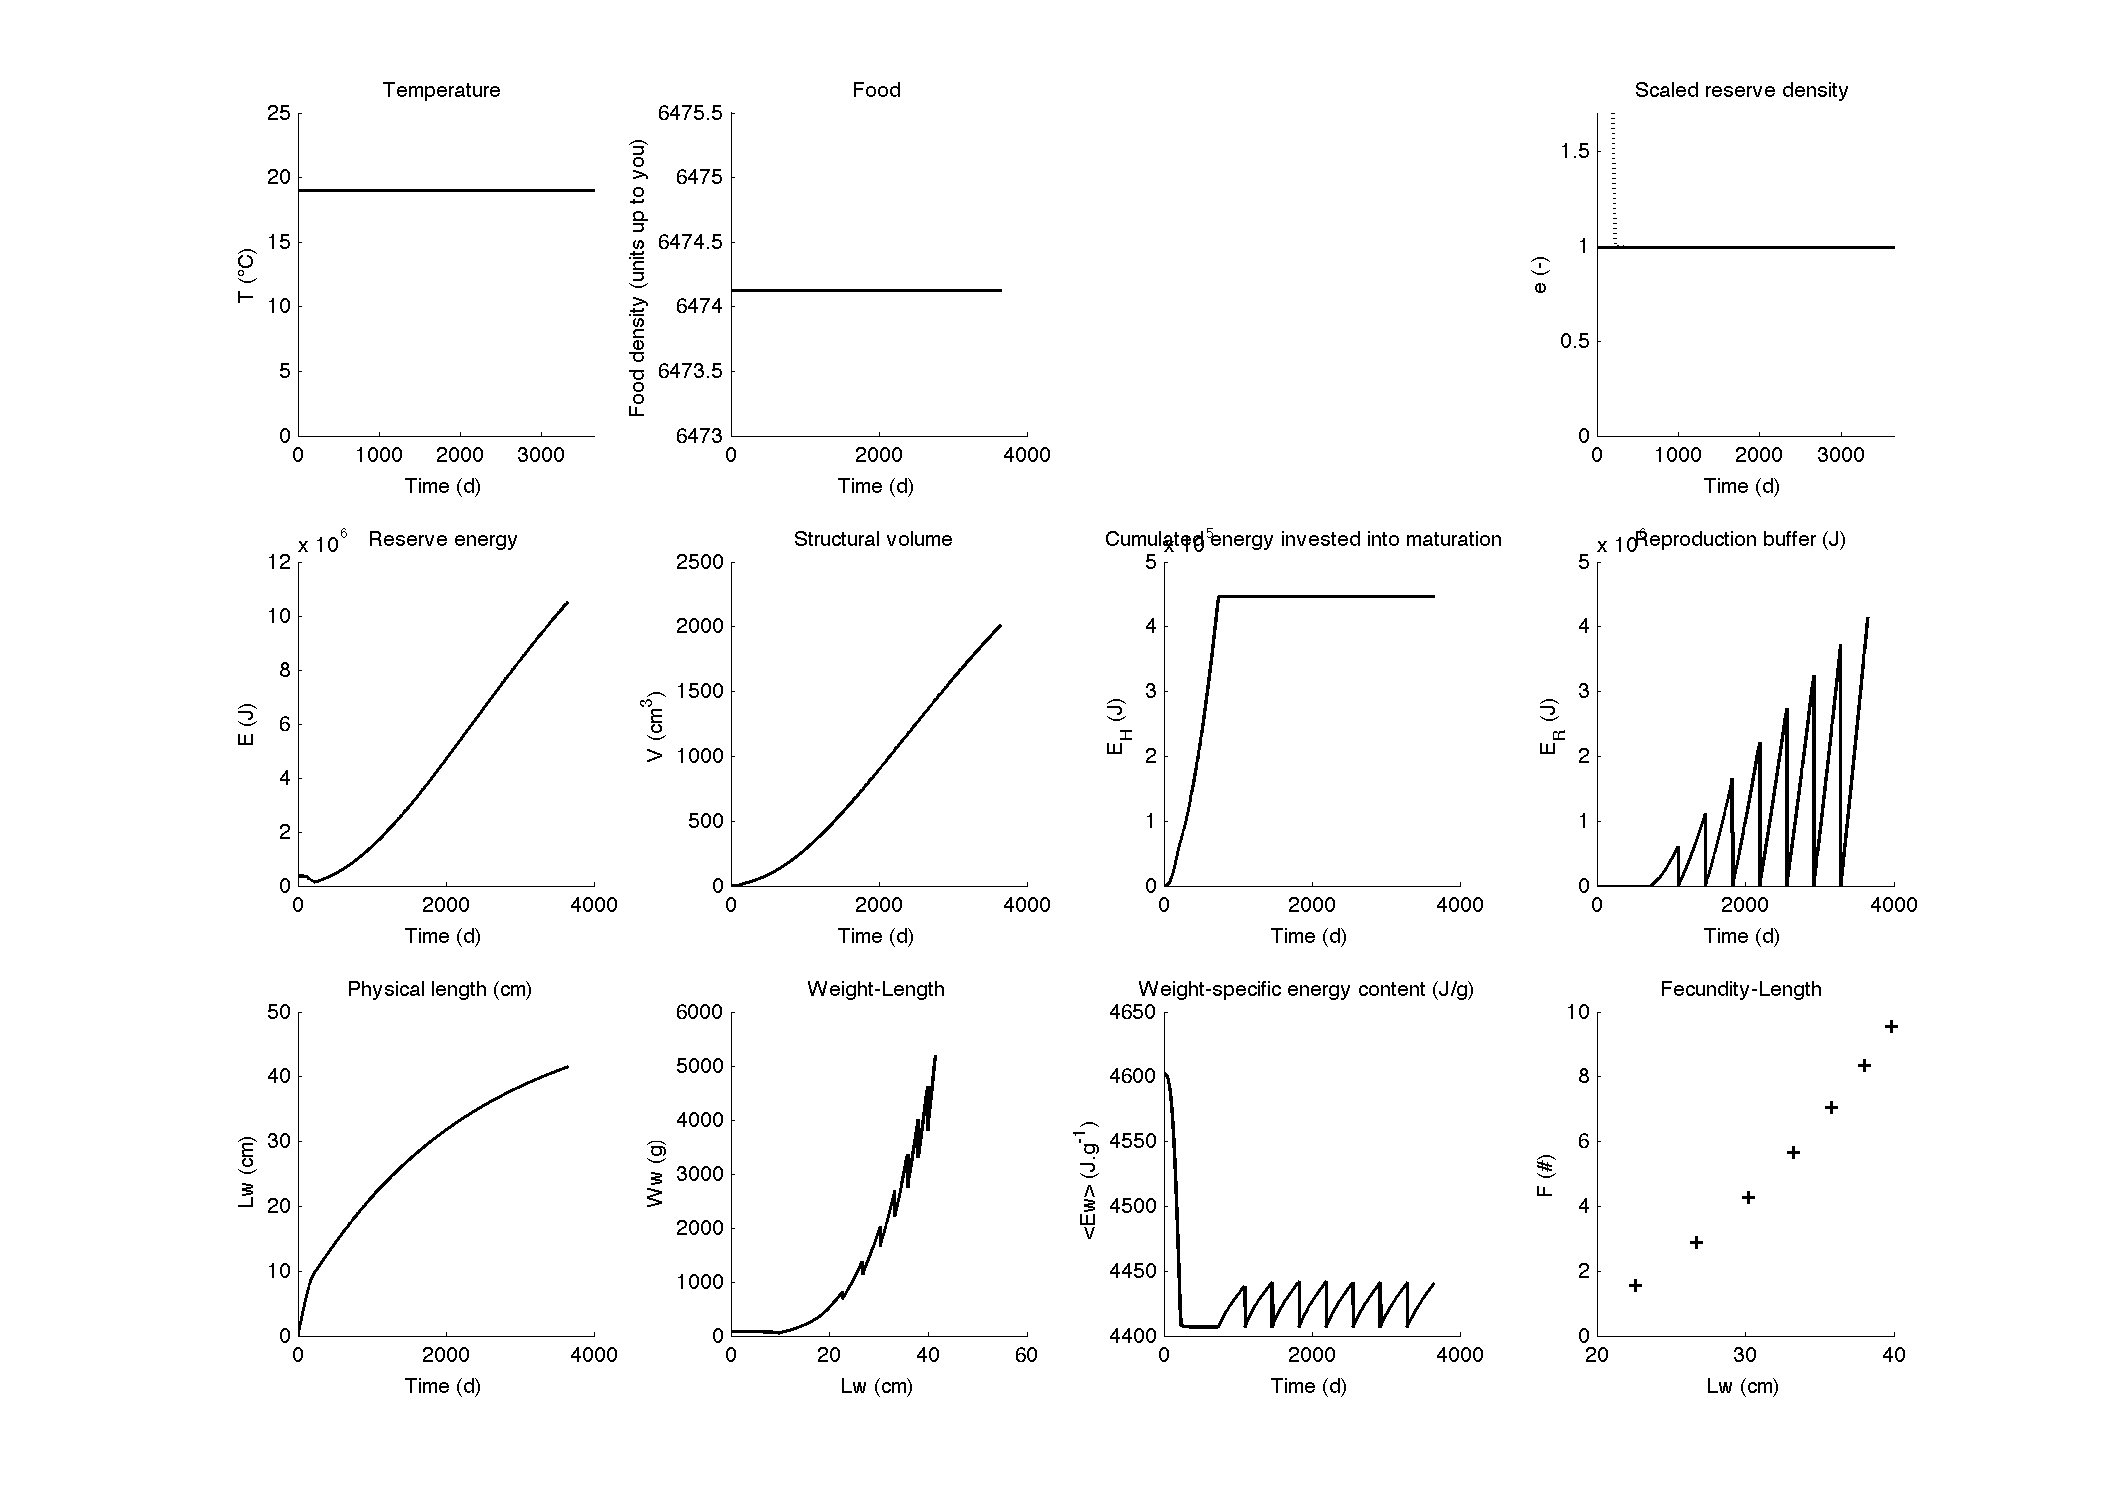 Temperature
25
20
15
10
5
0
T (°C)
0 1000 2000 3000
Time (d)
Food
6475.5
6475
6474.5
6474
6473.5
6473
Food density (units up to you)
0 2000 4000
Time (d)
Scaled reserve density
1.5
1
0.5
0
e (-)
0 1000 2000 3000
Time (d)
x 10^6
Reserve energy
12
10
8
6
4
2
0
E (J)
0 2000 4000
Time (d)
Structural volume
2500
2000
1500
1000
500
0
V (cm^3)
0 2000 4000
Time (d)
Cumulated energy invested into maturation
x 10^5
5
4
3
2
1
0
E_H (J)
0 2000 4000
Time (d)
Reproduction buffer (J)
x 10^6
5
4
3
2
1
0
E_R (J)
0 2000 4000
Time (d)
Physical length (cm)
50
40
30
20
10
0
Lw (cm)
0 2000 4000
Time (d)
Weight-Length
6000
5000
4000
3000
2000
1000
0
Ww (g)
0 20 40 60
Lw (cm)
Weight-specific energy content (J/g)
4650
4600
4550
4500
4450
4400
<Ew> (J.g^-1)
0 2000 4000
Time (d)
Fecundity-Length
10
8
6
4
2
0
F (#)
20 30 40
Lw (cm)